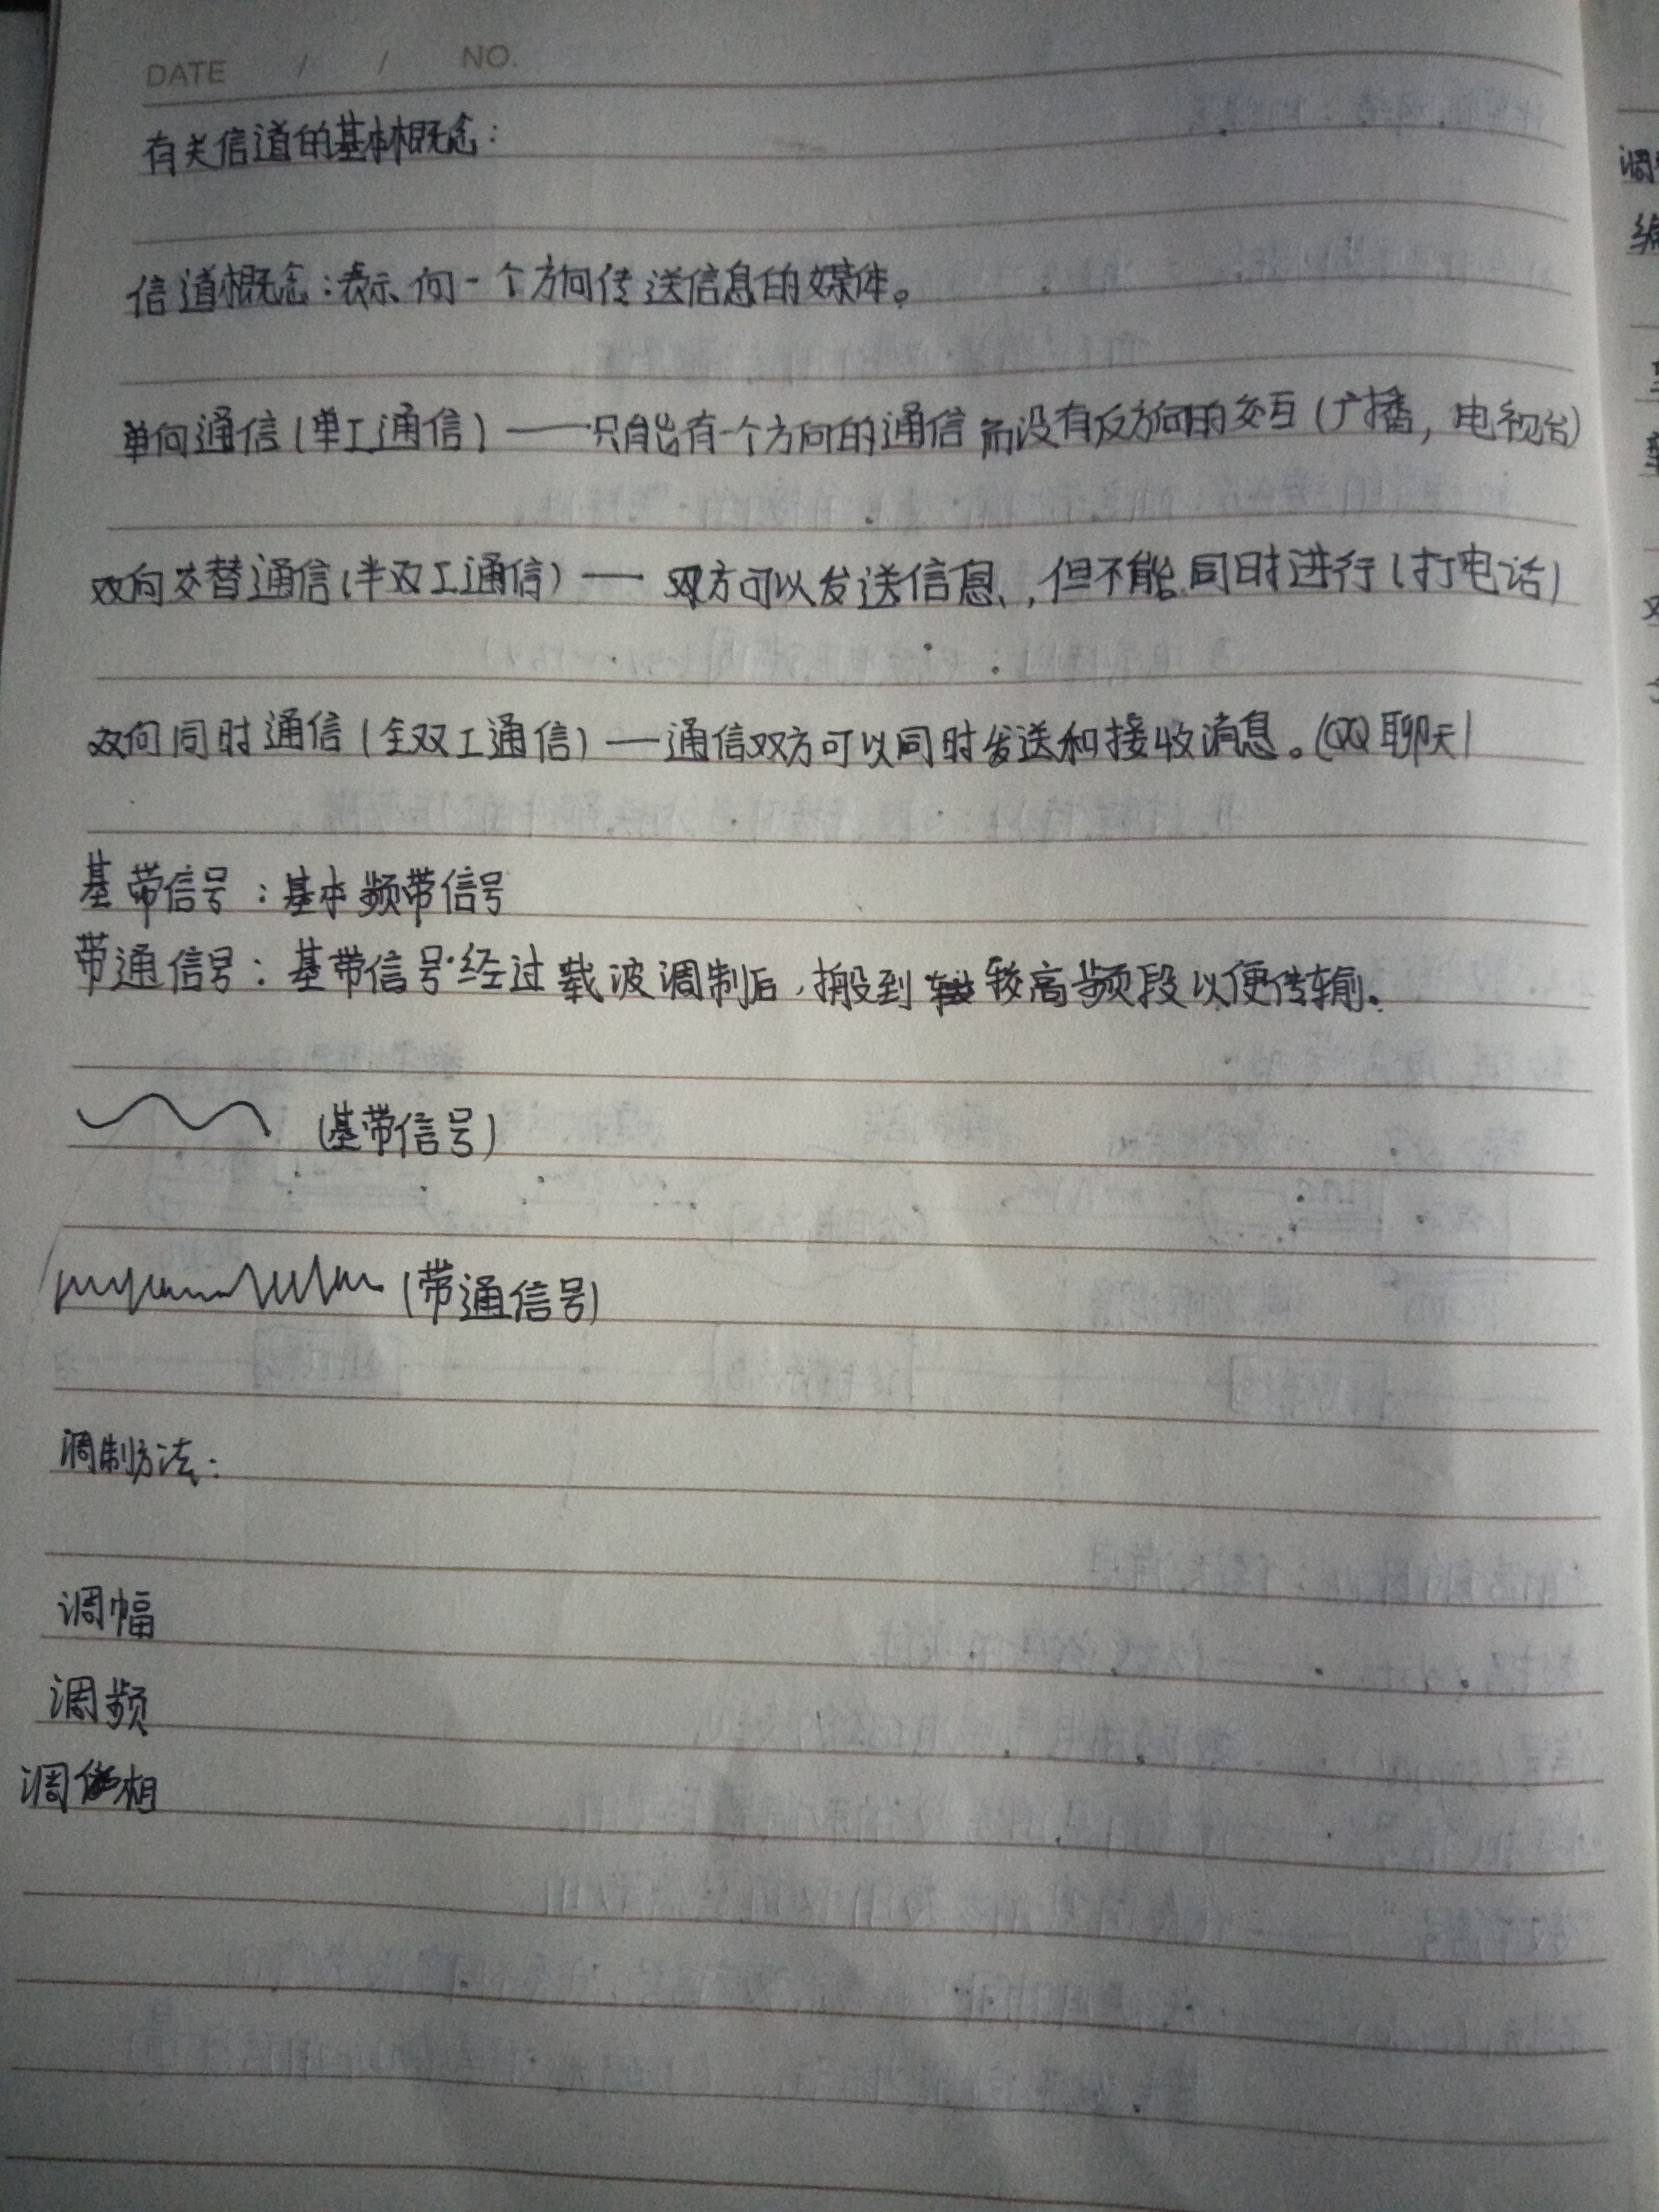 DATE / / NO.
有关信道的基本概念：
信道概念：表示向一个方向传送信息的媒体。
单向通信(单工通信)——只能有一个方向的通信而没有反方向的交互(广播，电视台)
双向交替通信(半双工通信)——双方可以发送信息，但不能同时进行(打电话)
双向同时通信(全双工通信)——通信双方可以同时发送和接收消息。(QQ聊天)
基带信号：基本频带信号
带通信号：基带信号经过载波调制后，搬到较高频段以便传输。
(基带信号)
(带通信号)
调制方法：
调幅
调频
调相
调
编